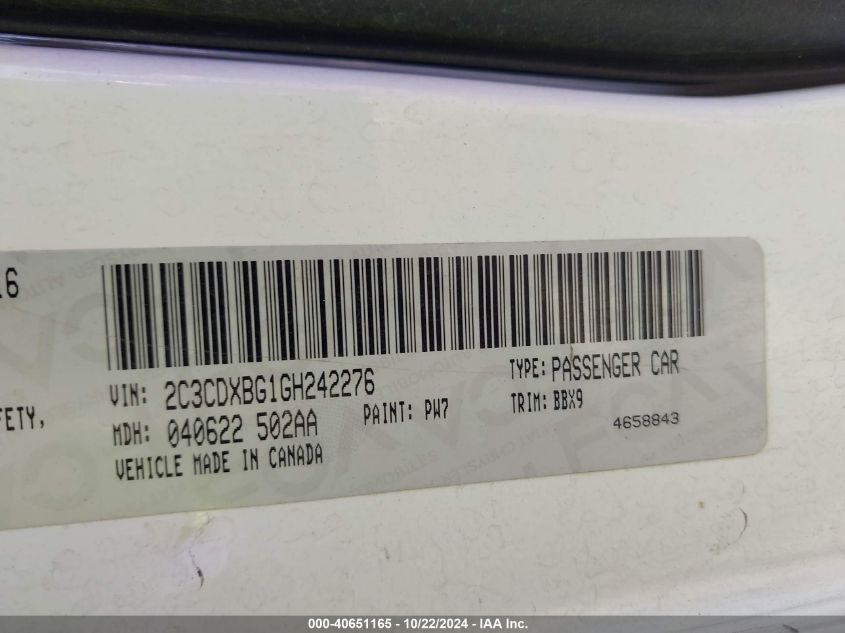 16
VIN: 2C3CDXBG1GH242276
TYPE: PASSENGER CAR
FETY,
MDH: 040622 502AA
PAINT: PW7
TRIM: BBX9
4658843
VEHICLE MADE IN CANADA
000-40651165 - 10/22/2024 - IAA Inc.